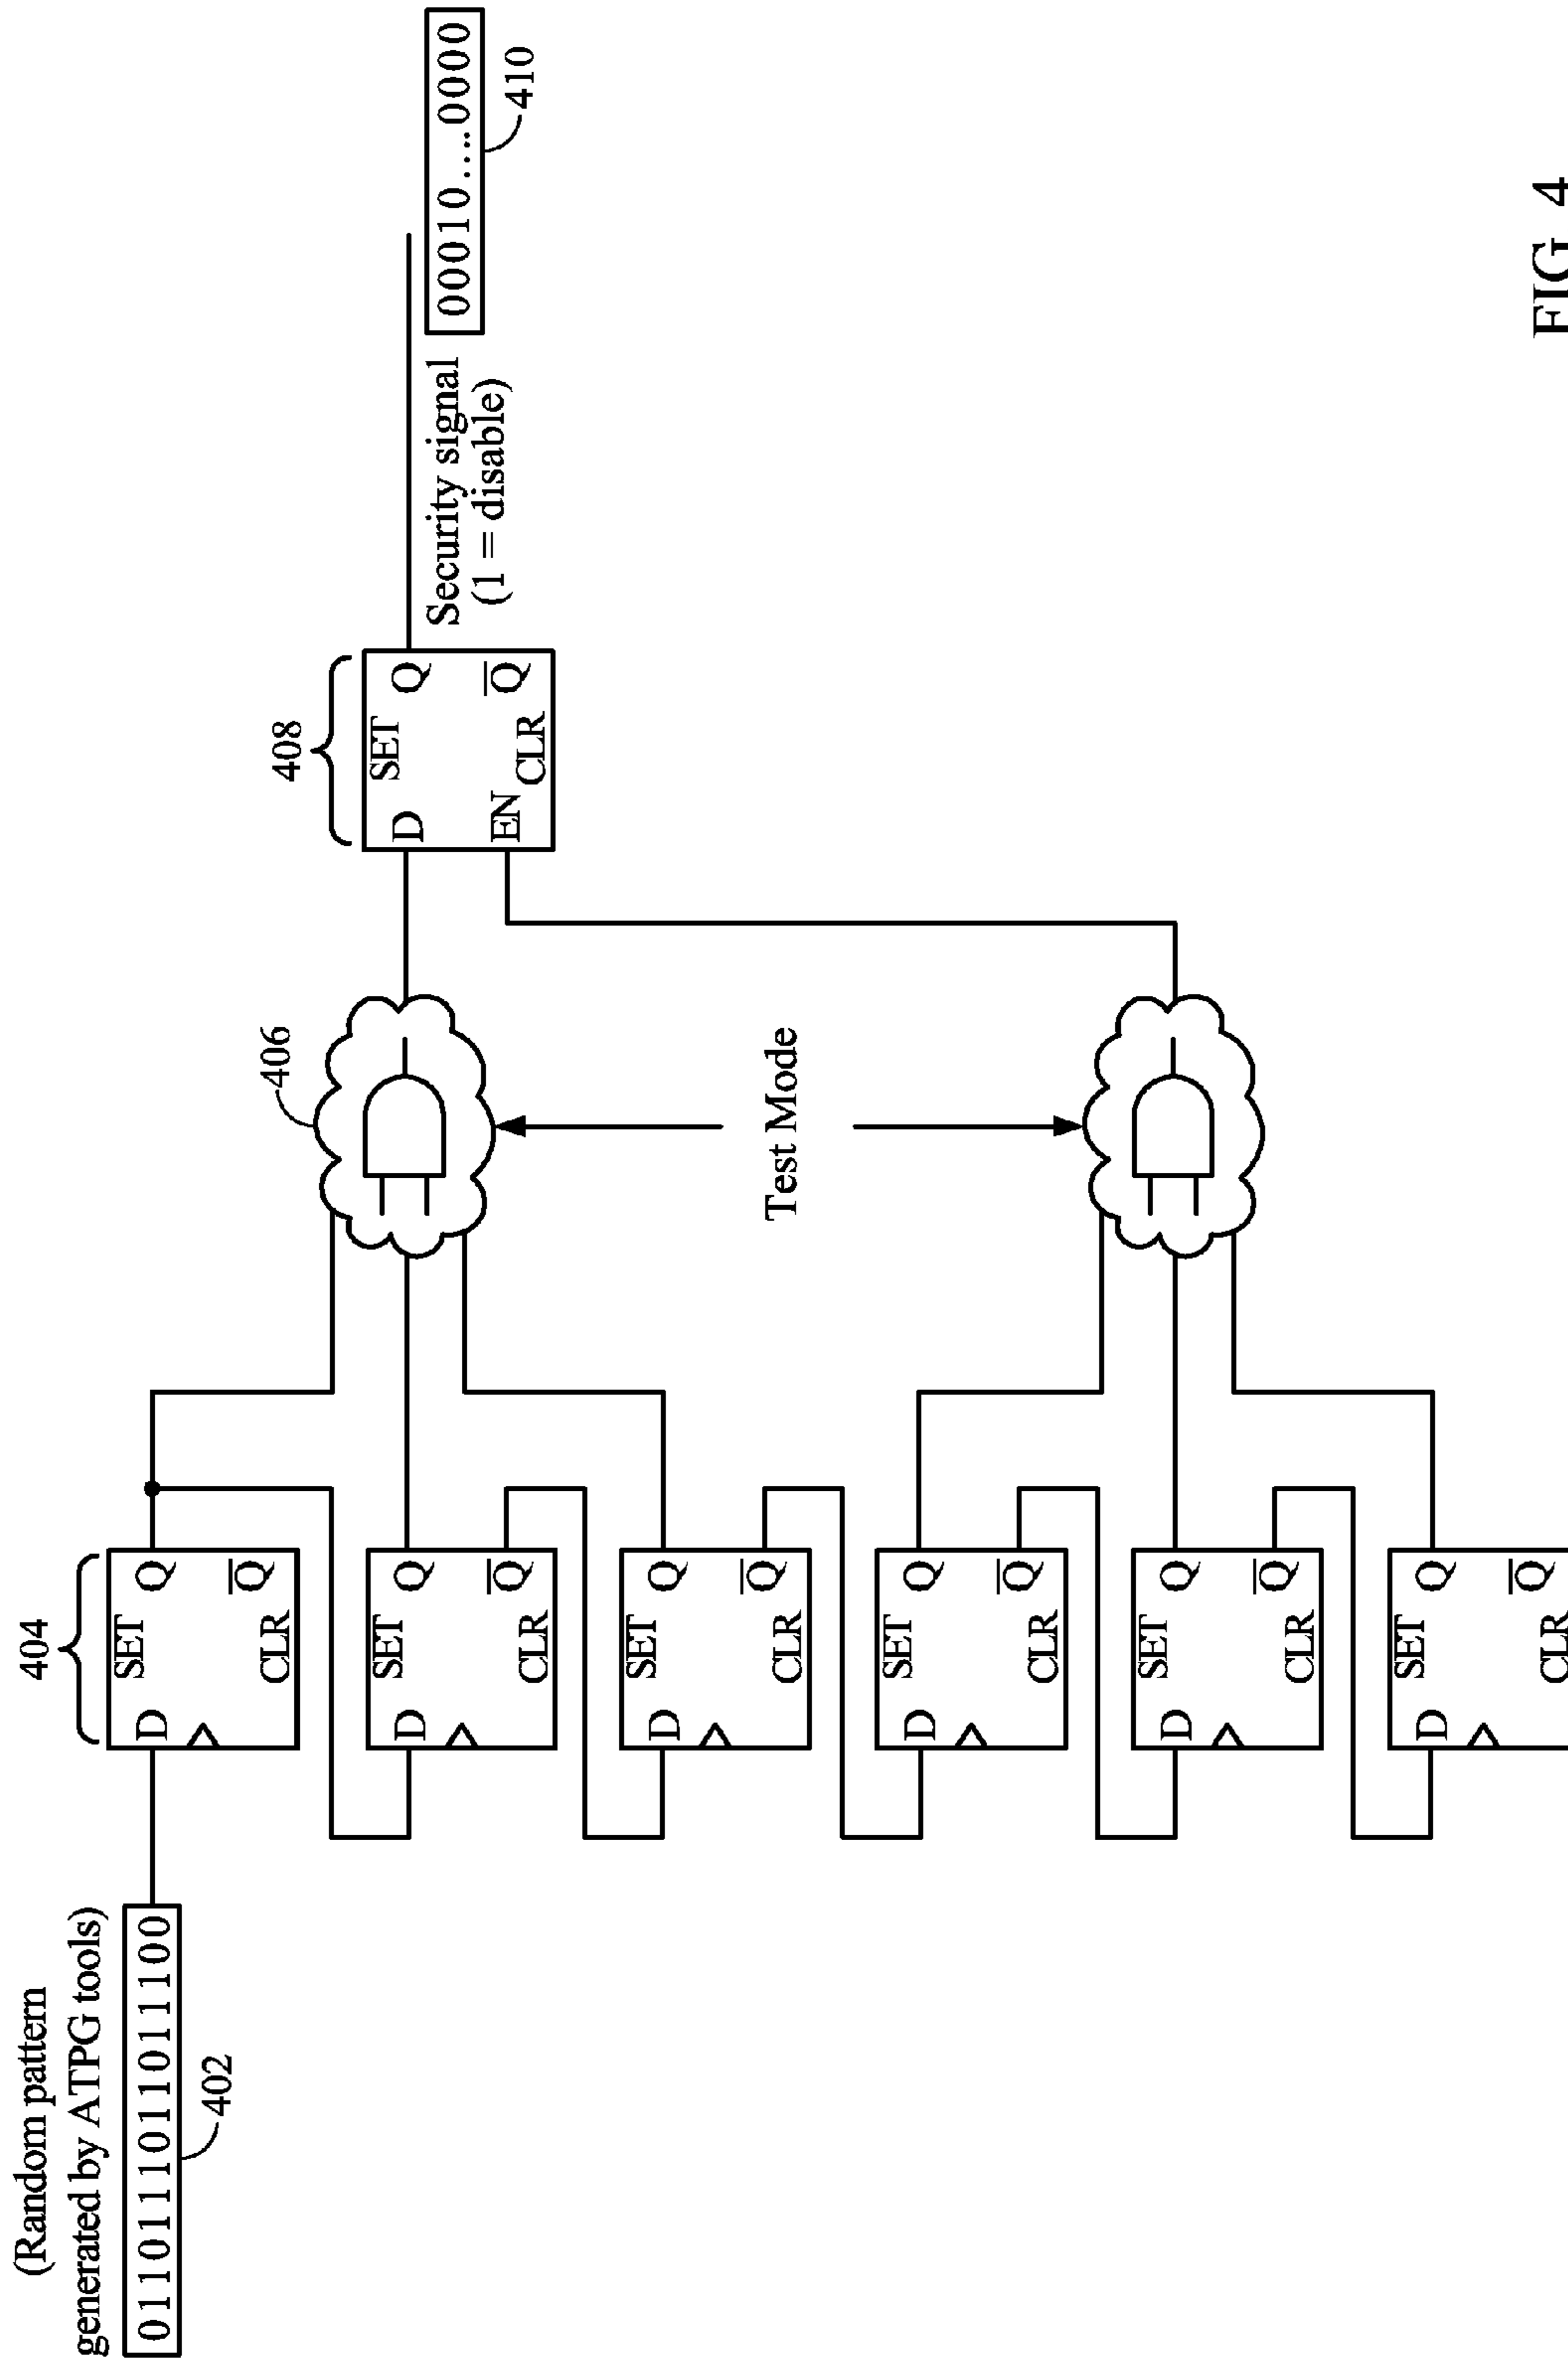 (Random pattern
generated by ATPG tools)
0110111011011100
402
404
D SET Q
CLR Q̅
D SET Q
CLR Q̅
D SET Q
CLR Q̅
D SET Q
CLR Q̅
D SET Q
CLR Q̅
D SET Q
CLR Q̅
406
Test Mode
408
D SET Q
EN CLR Q̅
Security signal
(1 = disable)
00010....0000
410
FIG 4